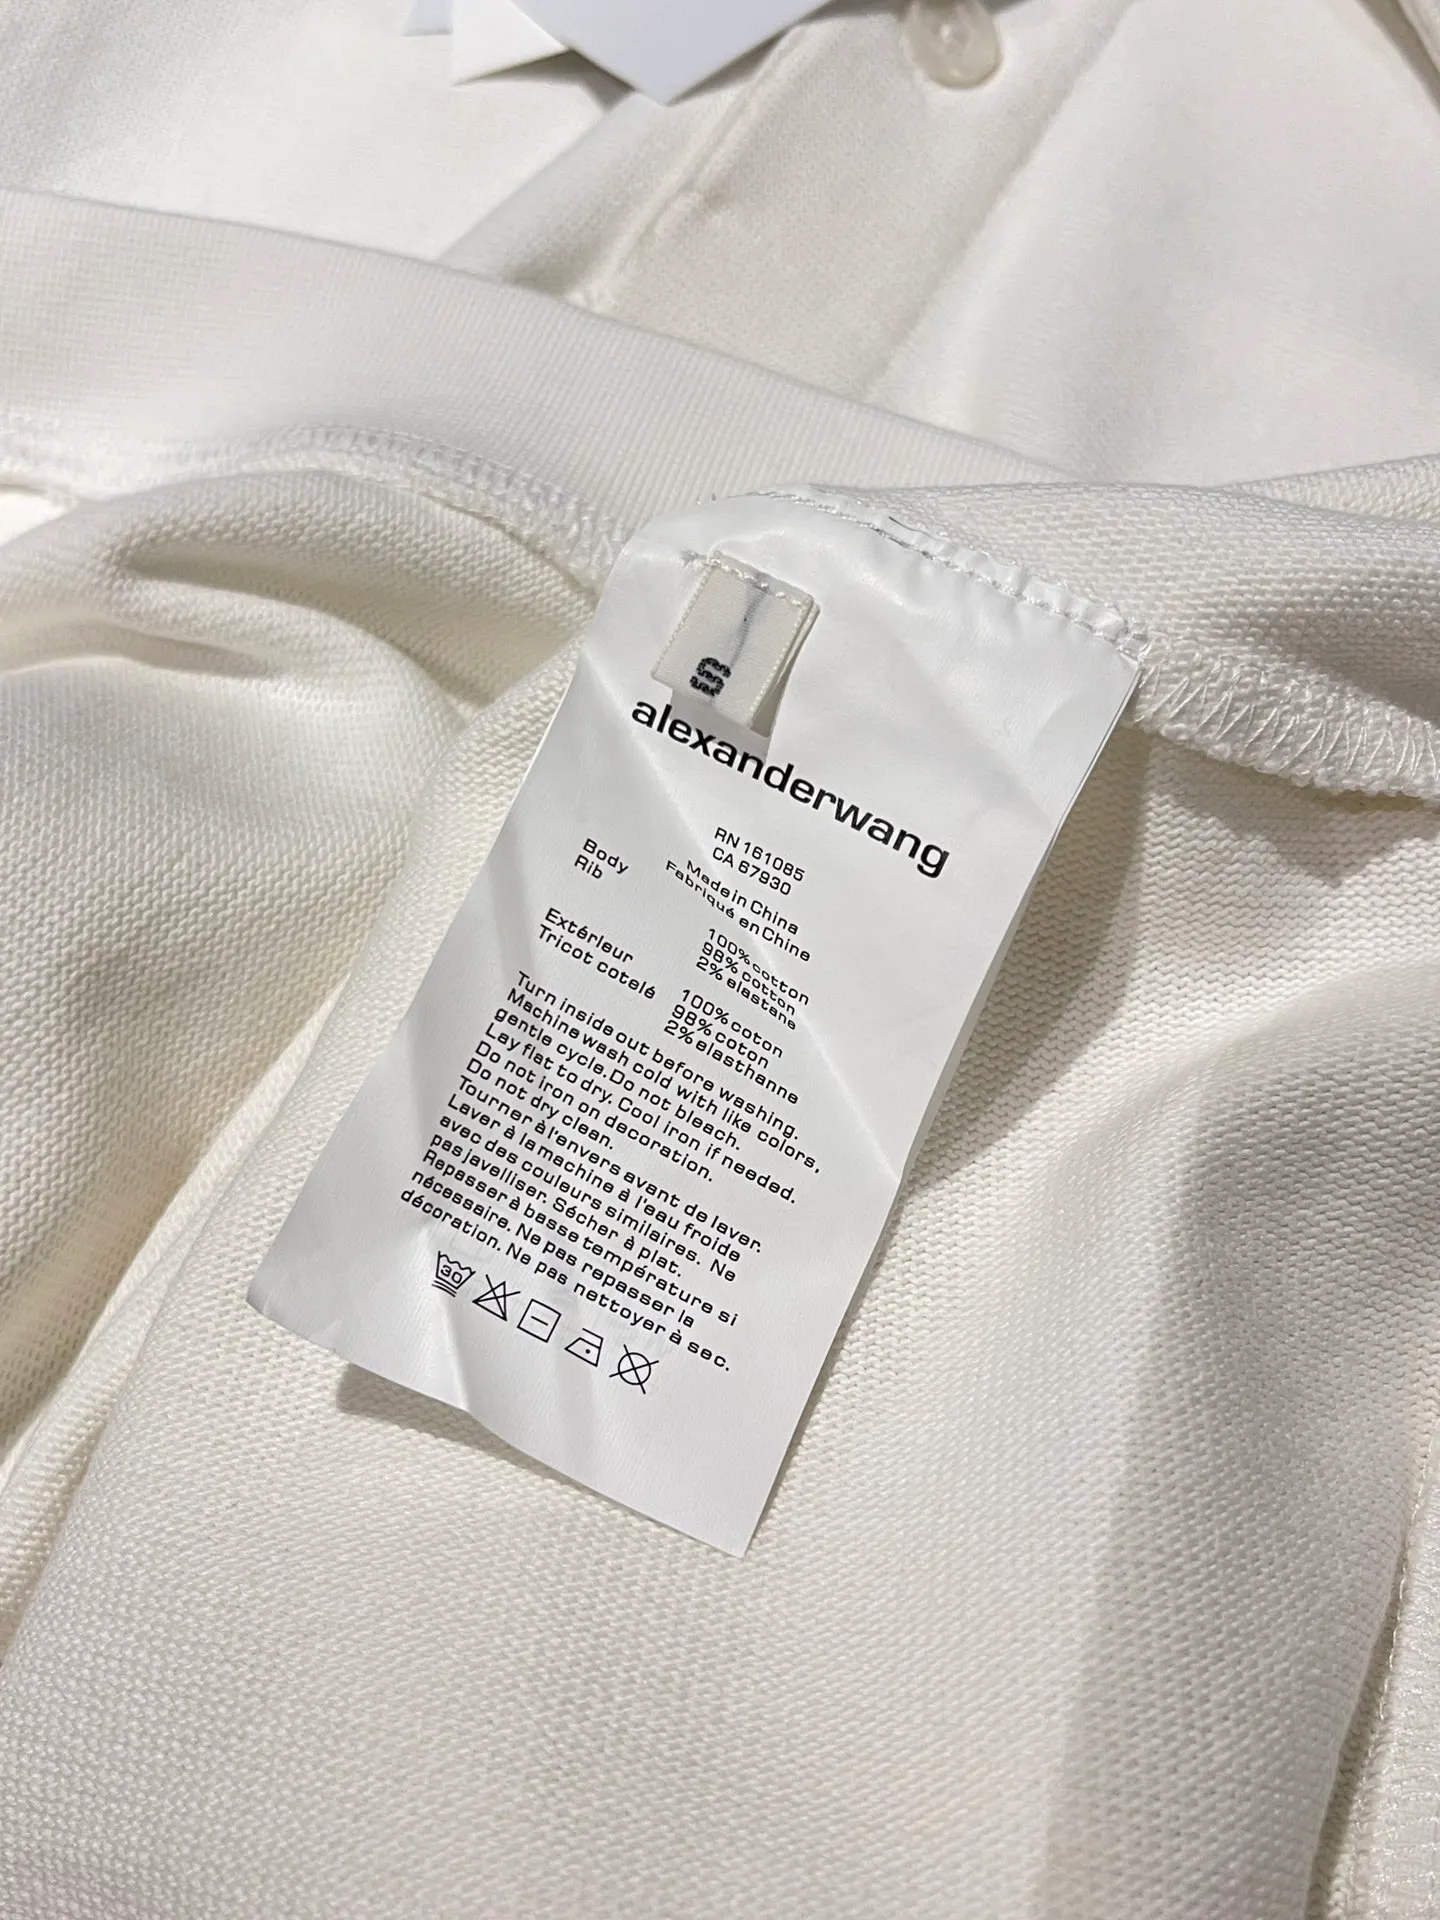 S
alexanderwang
RN 161085
CA 67930
Made in China
Fabriqué en Chine
Body 100% cotton
Rib 98% cotton
2% elastane
Extérieur 100% coton
Tricot cotelé 98% coton
2% elasthanne
Turn inside out before washing.
Machine wash cold with like colors,
gentle cycle. Do not bleach.
Lay flat to dry. Cool iron if needed.
Do not iron on decoration.
Do not dry clean.
Tourner à l'envers avant de laver.
Laver à la machine à l'eau froide
avec des couleurs similaires. Ne
pas javelliser. Sécher à plat.
Repasser à basse température si
nécessaire. Ne pas repasser la
décoration. Ne pas nettoyer à sec.
30